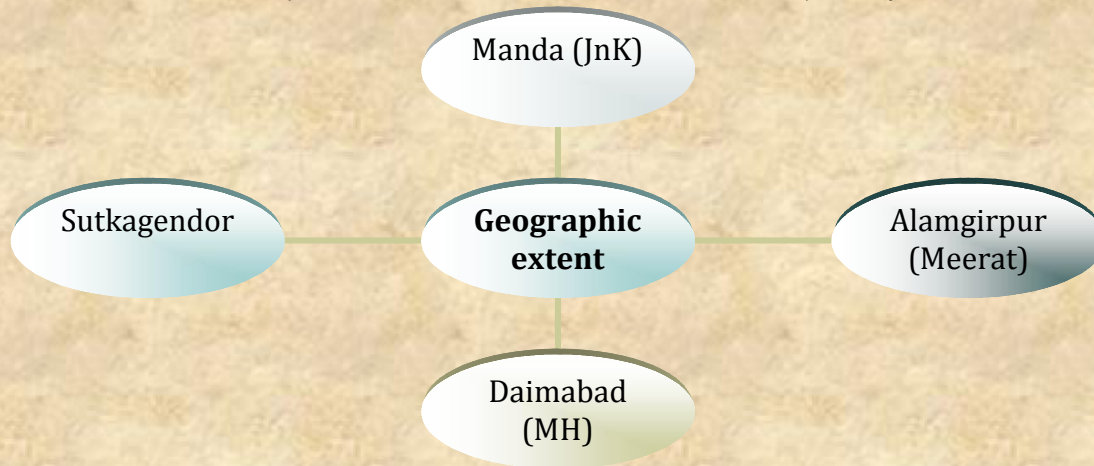 Manda (JnK)
Sutkagendor
Geographic
extent
Alamgirpur
(Meerat)
Daimabad
(MH)